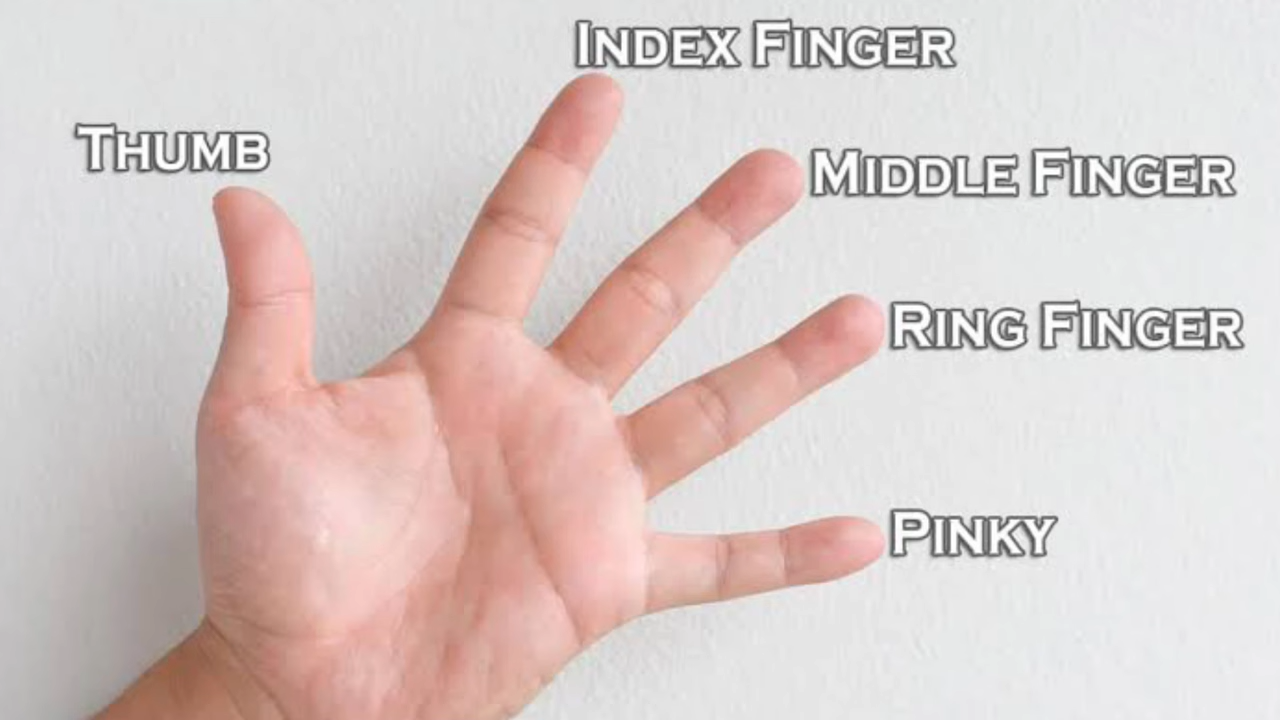 Index Finger
Thumb
Middle Finger
Ring Finger
Pinky